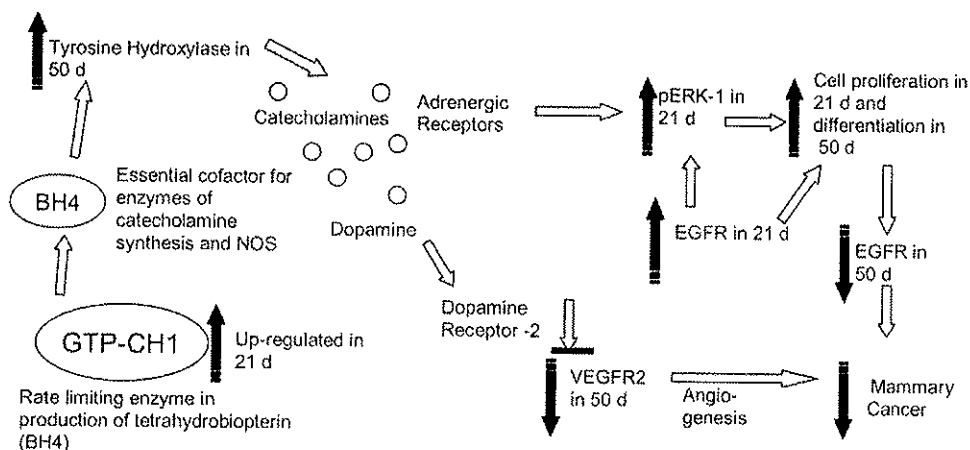 Tyrosine Hydroxylase in
50 d
Catecholamines
Adrenergic
Receptors
pERK-1 in
21 d
Cell proliferation in
21 d and
differentiation in
50 d
BH4
Essential cofactor for
enzymes of
catecholamine
synthesis and NOS
Dopamine
EGFR in 21 d
EGFR in
50 d
GTP-CH1
Up-regulated in
21 d
Dopamine
Receptor -2
VEGFR2
in 50 d
Angio-
genesis
Mammary
Cancer
Rate limiting enzyme in
production of tetrahydrobiopterin
(BH4)